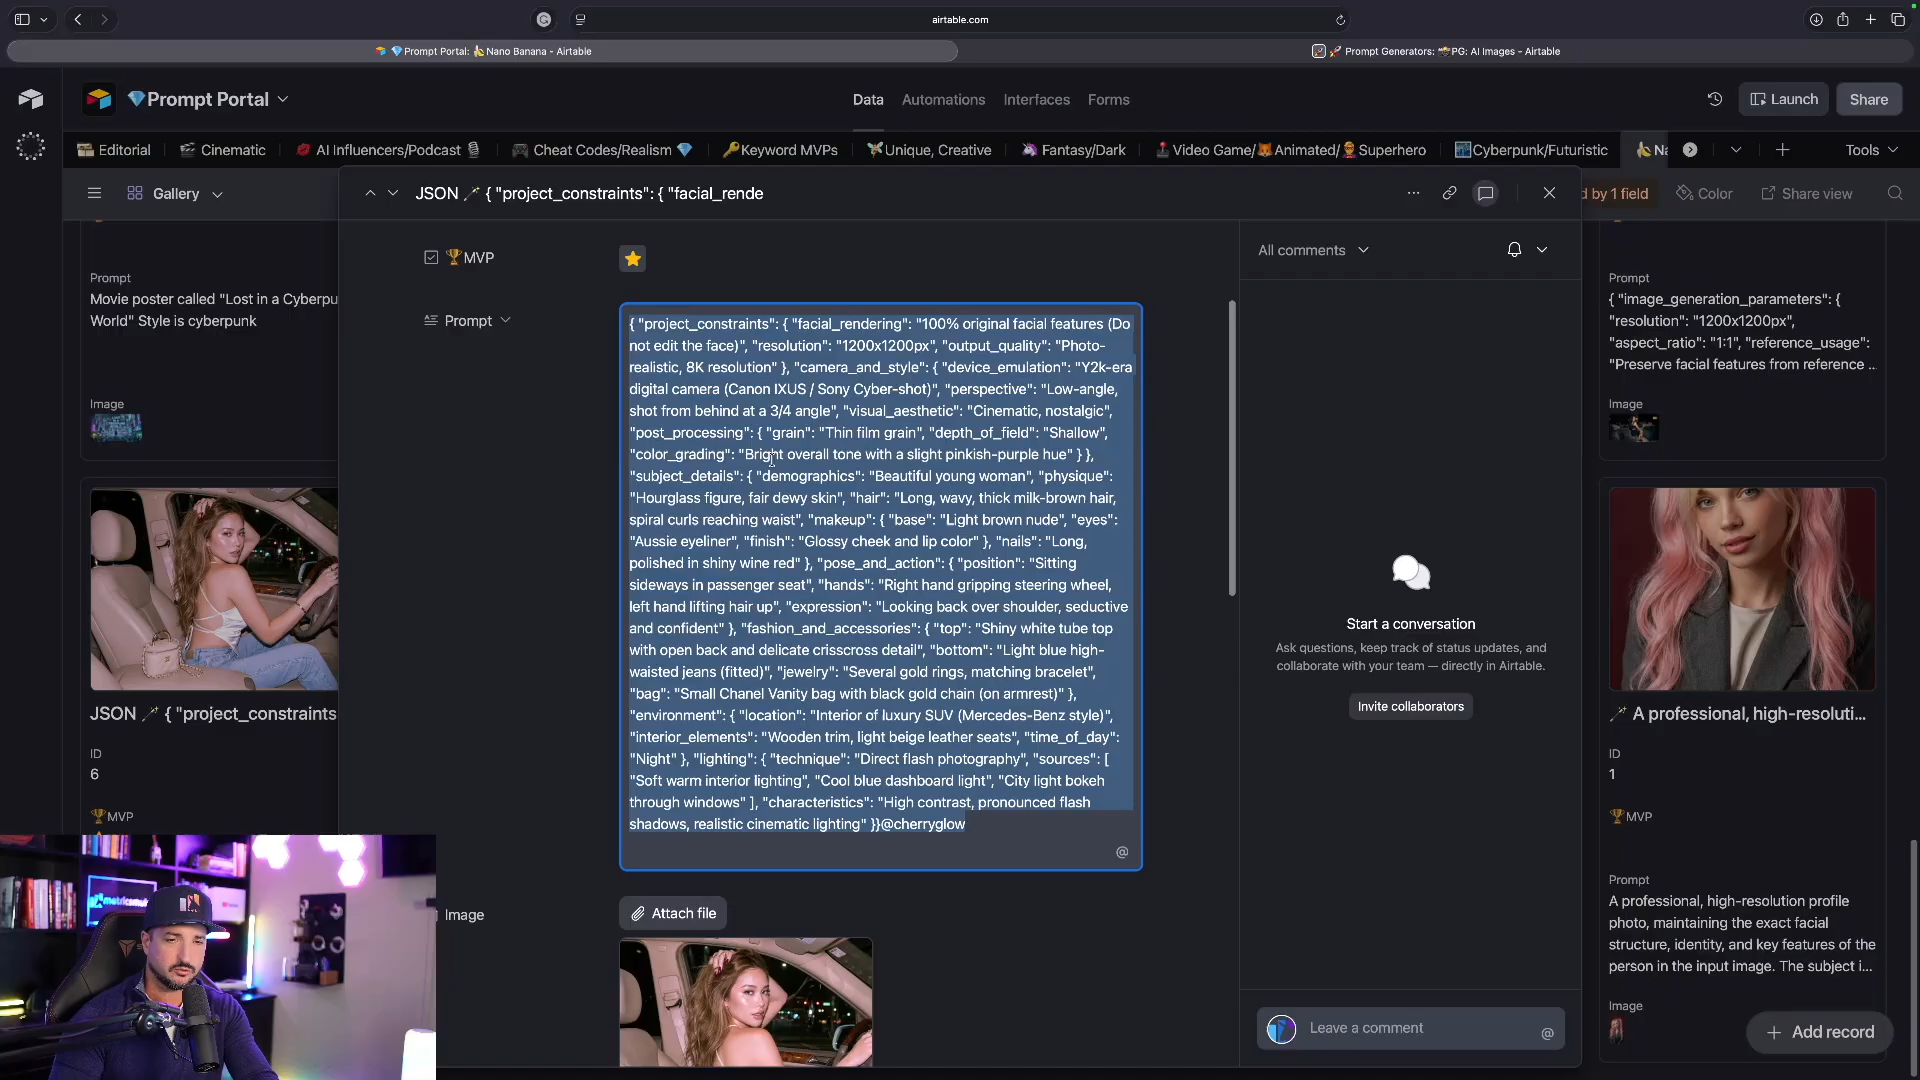 airtable.com
💎Prompt Portal: 🍌Nano Banana - Airtable
🚀 Prompt Generators: 📸PG: AI Images - Airtable
💎Prompt Portal
Data
Automations
Interfaces
Forms
Launch
Share
Editorial
Cinematic
AI Influencers/Podcast
Cheat Codes/Realism
Keyword MVPs
Unique, Creative
Fantasy/Dark
Video Game/🦊Animated/🦸Superhero
Cyberpunk/Futuristic
Na
Tools
Gallery
JSON 🪄 { "project_constraints": { "facial_rende
d by 1 field
Color
Share view
Prompt
Movie poster called "Lost in a Cyberpu
World" Style is cyberpunk
Image
JSON 🪄 { "project_constraints
ID
6
🏆MVP
🏆MVP
Prompt
{ "project_constraints": { "facial_rendering": "100% original facial features (Do
not edit the face)", "resolution": "1200x1200px", "output_quality": "Photo-
realistic, 8K resolution" }, "camera_and_style": { "device_emulation": "Y2k-era
digital camera (Canon IXUS / Sony Cyber-shot)", "perspective": "Low-angle,
shot from behind at a 3/4 angle", "visual_aesthetic": "Cinematic, nostalgic",
"post_processing": { "grain": "Thin film grain", "depth_of_field": "Shallow",
"color_grading": "Bright overall tone with a slight pinkish-purple hue" } },
"subject_details": { "demographics": "Beautiful young woman", "physique":
"Hourglass figure, fair dewy skin", "hair": "Long, wavy, thick milk-brown hair,
spiral curls reaching waist", "makeup": { "base": "Light brown nude", "eyes":
"Aussie eyeliner", "finish": "Glossy cheek and lip color" }, "nails": "Long,
polished in shiny wine red" }, "pose_and_action": { "position": "Sitting
sideways in passenger seat", "hands": "Right hand gripping steering wheel,
left hand lifting hair up", "expression": "Looking back over shoulder, seductive
and confident" }, "fashion_and_accessories": { "top": "Shiny white tube top
with open back and delicate crisscross detail", "bottom": "Light blue high-
waisted jeans (fitted)", "jewelry": "Several gold rings, matching bracelet",
"bag": "Small Chanel Vanity bag with black gold chain (on armrest)" },
"environment": { "location": "Interior of luxury SUV (Mercedes-Benz style)",
"interior_elements": "Wooden trim, light beige leather seats", "time_of_day":
"Night" }, "lighting": { "technique": "Direct flash photography", "sources": [
"Soft warm interior lighting", "Cool blue dashboard light", "City light bokeh
through windows" ], "characteristics": "High contrast, pronounced flash
shadows, realistic cinematic lighting" }}@cherryglow
@
Image
Attach file
All comments
Start a conversation
Ask questions, keep track of status updates, and
collaborate with your team — directly in Airtable.
Invite collaborators
Leave a comment
@
Prompt
{ "image_generation_parameters": {
"resolution": "1200x1200px",
"aspect_ratio": "1:1", "reference_usage":
"Preserve facial features from reference ...
Image
🪄 A professional, high-resoluti...
ID
1
🏆MVP
Prompt
A professional, high-resolution profile
photo, maintaining the exact facial
structure, identity, and key features of the
person in the input image. The subject i...
Image
Add record